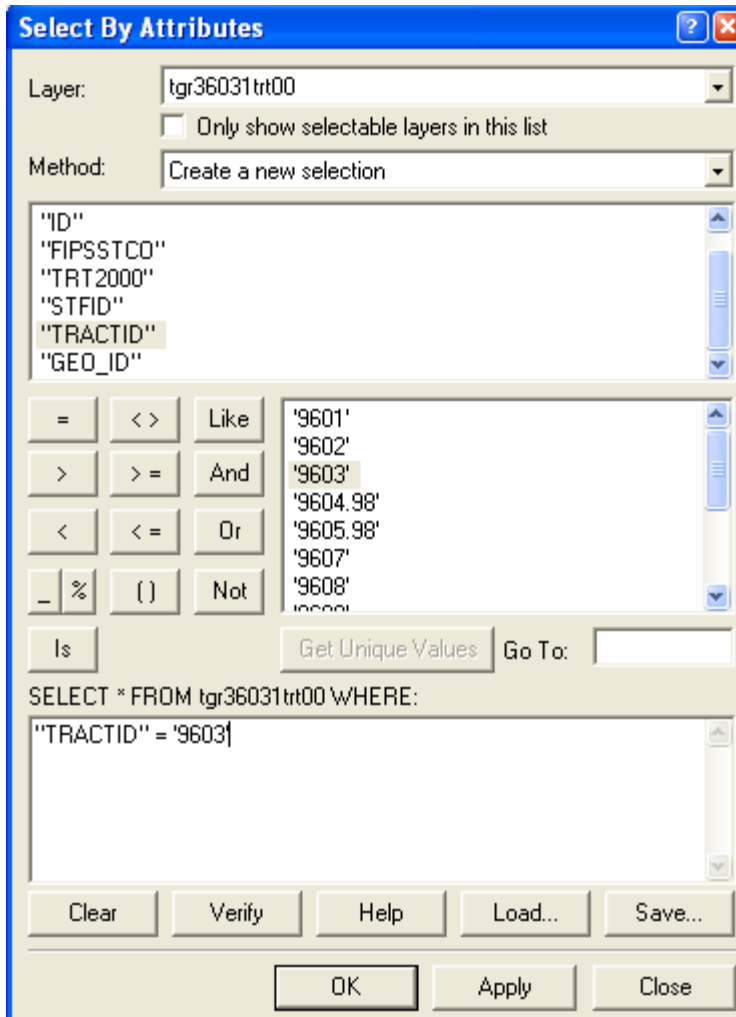 Select By Attributes
Layer: tgr36031trt00
Only show selectable layers in this list
Method: Create a new selection
"ID"
"FIPSSTCO"
"TRT2000"
"STFID"
"TRACTID"
"GEO_ID"
= < > Like
> > = And
< < = Or
_ % ( ) Not
Is
'9601'
'9602'
'9603'
'9604.98'
'9605.98'
'9607'
'9608'
Get Unique Values Go To:
SELECT * FROM tgr36031trt00 WHERE:
"TRACTID" = '9603'
Clear Verify Help Load... Save...
OK Apply Close